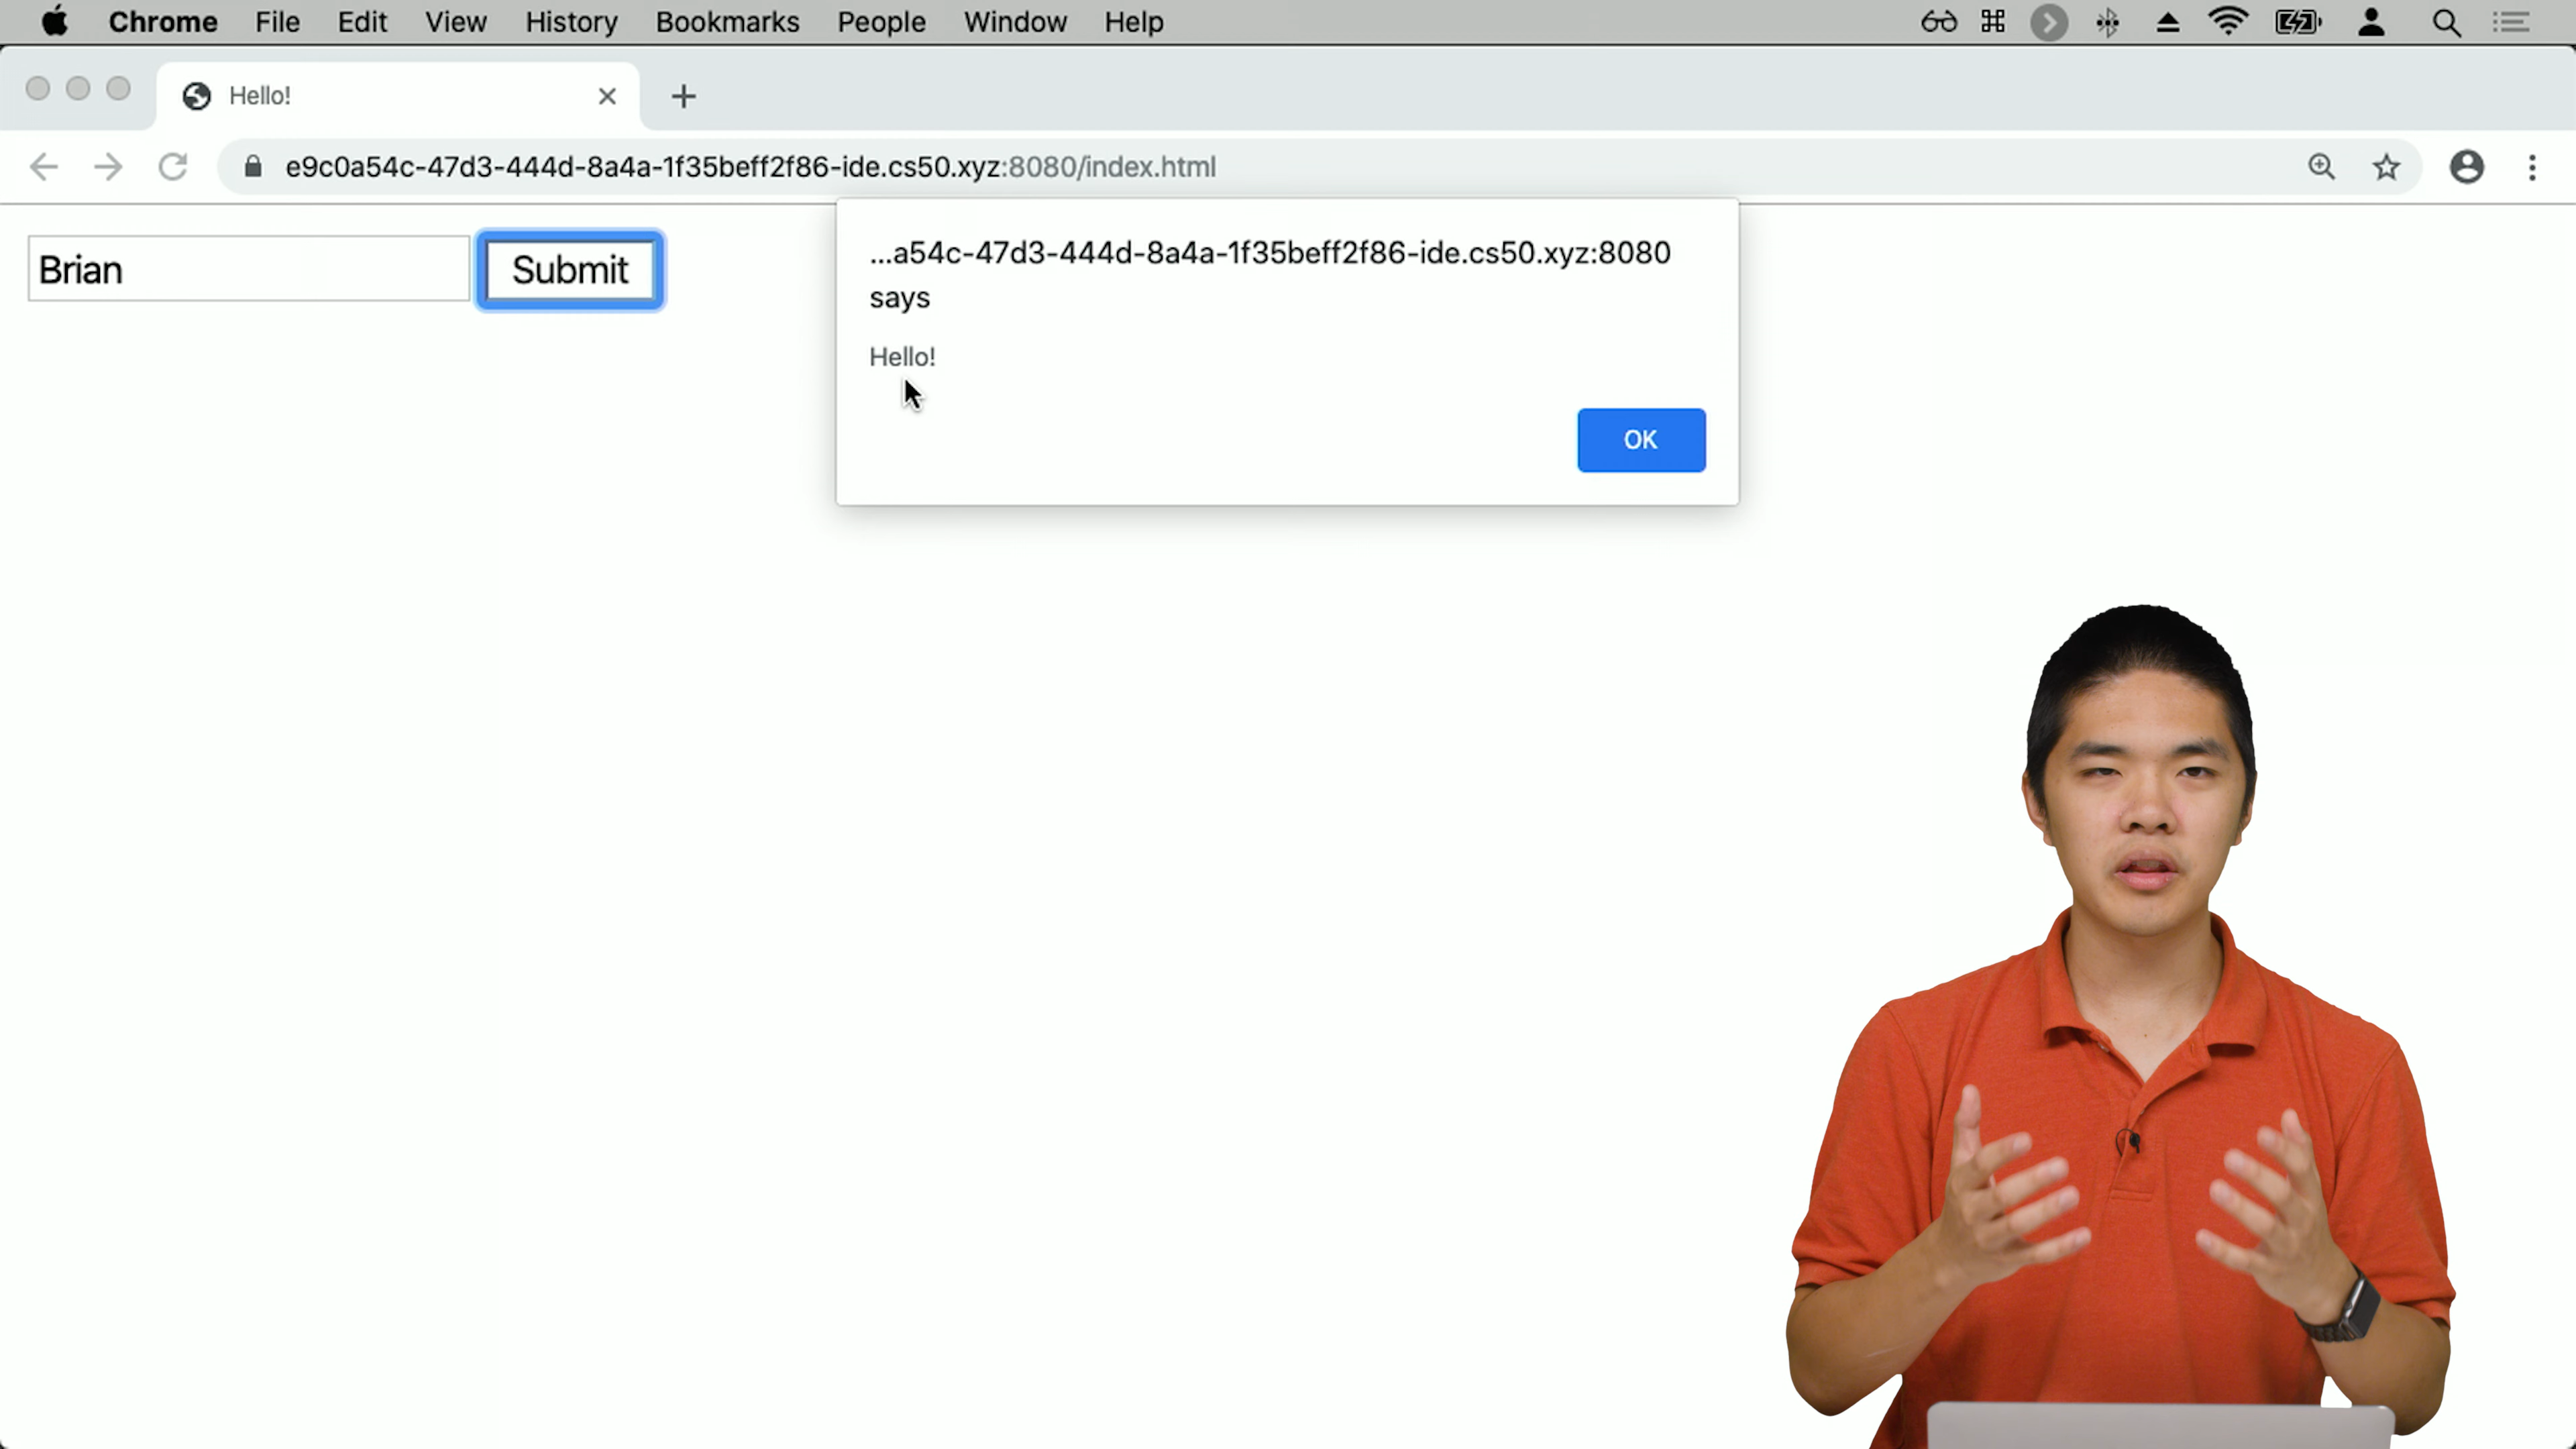 Chrome File Edit View History Bookmarks People Window Help
Hello!
e9c0a54c-47d3-444d-8a4a-1f35beff2f86-ide.cs50.xyz:8080/index.html
Brian Submit
...a54c-47d3-444d-8a4a-1f35beff2f86-ide.cs50.xyz:8080
says
Hello!
OK